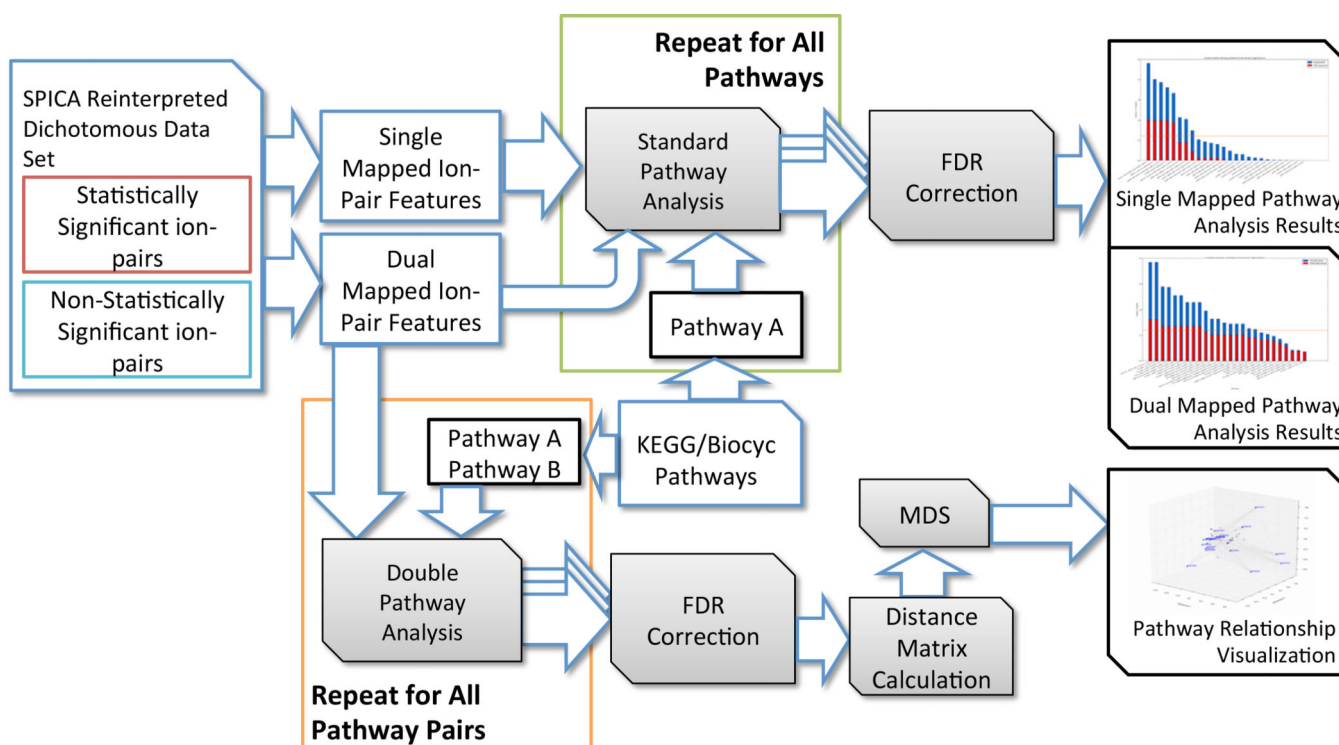 SPICA Reinterpreted
Dichotomous Data
Set
Statistically
Significant ion-
pairs
Non-Statistically
Significant ion-
pairs
Single
Mapped Ion-
Pair Features
Dual
Mapped Ion-
Pair Features
Repeat for All
Pathways
Standard
Pathway
Analysis
Pathway A
FDR
Correction
Single Mapped Pathway
Analysis Results
Dual Mapped Pathway
Analysis Results
KEGG/Biocyc
Pathways
Pathway A
Pathway B
Double
Pathway
Analysis
Repeat for All
Pathway Pairs
FDR
Correction
Distance
Matrix
Calculation
MDS
Pathway Relationship
Visualization